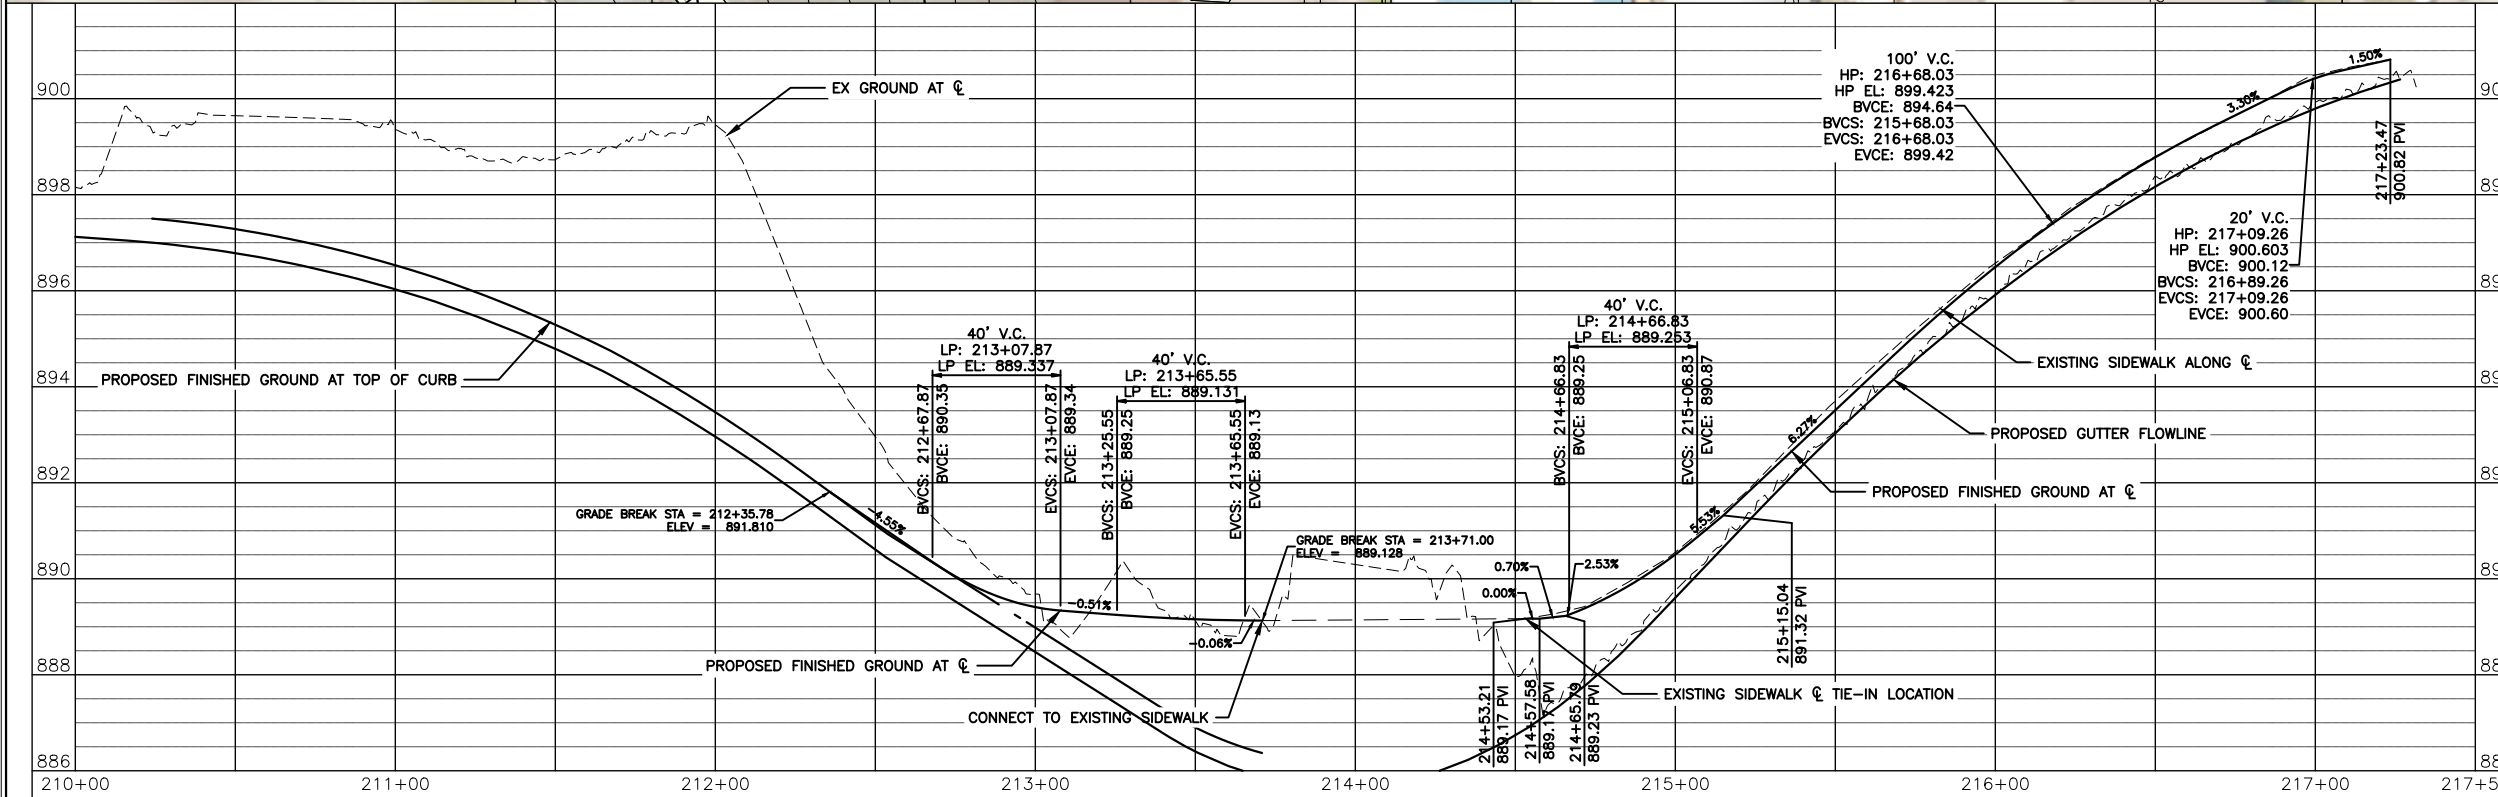 100' V.C.
HP: 216+68.03
HP EL: 899.423
BVCE: 894.64
BVCS: 215+68.03
EVCS: 216+68.03
EVCE: 899.42
1.50%
3.30%
EX GROUND AT ℄
217+23.47
900.82 PVI
20' V.C.
HP: 217+09.26
HP EL: 900.603
BVCE: 900.12
BVCS: 216+89.26
EVCS: 217+09.26
EVCE: 900.60
40' V.C.
LP: 213+07.87
LP EL: 889.337
BVCS: 212+67.87
BVCE: 890.35
EVCS: 213+07.87
EVCE: 889.34
40' V.C.
LP: 213+65.55
LP EL: 889.131
BVCS: 213+25.55
BVCE: 889.25
EVCS: 213+65.55
EVCE: 889.13
40' V.C.
LP: 214+66.83
LP EL: 889.253
BVCS: 214+66.83
BVCE: 889.25
EVCS: 215+06.83
EVCE: 890.87
PROPOSED FINISHED GROUND AT TOP OF CURB
EXISTING SIDEWALK ALONG ℄
PROPOSED GUTTER FLOWLINE
6.27%
PROPOSED FINISHED GROUND AT ℄
GRADE BREAK STA = 212+35.78
ELEV = 891.810
-4.55%
5.53%
GRADE BREAK STA = 213+71.00
ELEV = 889.128
0.70%
2.53%
0.00%
-0.51%
-0.06%
215+15.04
891.32 PVI
PROPOSED FINISHED GROUND AT ℄
EXISTING SIDEWALK ℄ TIE-IN LOCATION
CONNECT TO EXISTING SIDEWALK
214+53.21
889.17 PVI
214+57.58
889.17 PVI
214+65.79
889.23 PVI
900
898
896
894
892
890
888
886
210+00
211+00
212+00
213+00
214+00
215+00
216+00
217+00